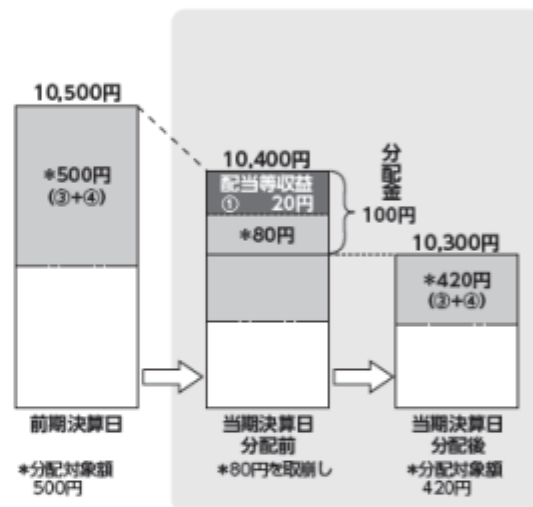 10,500円
*500円
(③+④)
前期決算日
*分配対象額
500円
10,400円
配当等収益
① 20円
*80円
分配金
100円
当期決算日
分配前
*80円を取崩し
10,300円
*420円
(③+④)
当期決算日
分配後
*分配対象額
420円